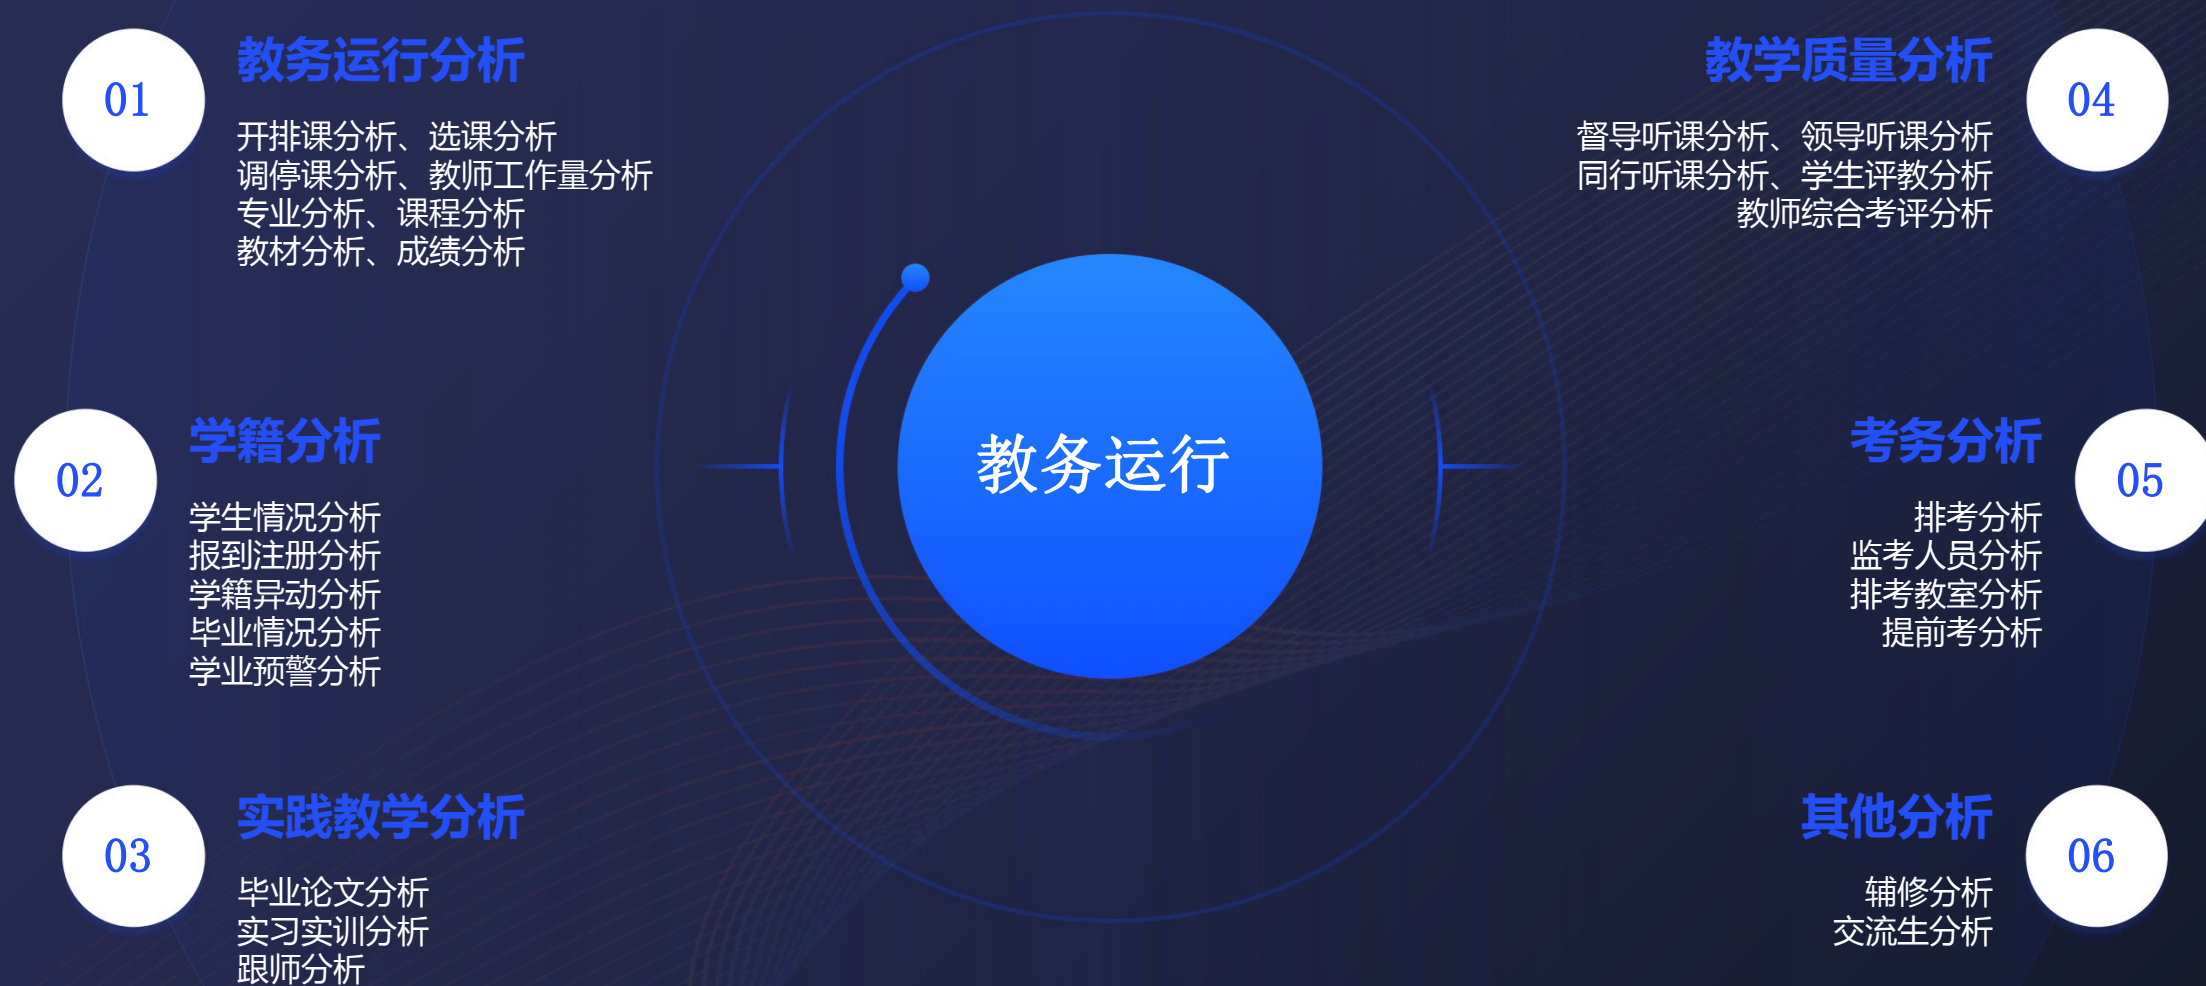 01
教务运行分析
开排课分析、选课分析
调停课分析、教师工作量分析
专业分析、课程分析
教材分析、成绩分析
02
学籍分析
学生情况分析
报到注册分析
学籍异动分析
毕业情况分析
学业预警分析
03
实践教学分析
毕业论文分析
实习实训分析
跟师分析
教务运行
04
教学质量分析
督导听课分析、领导听课分析
同行听课分析、学生评教分析
教师综合考评分析
05
考务分析
排考分析
监考人员分析
排考教室分析
提前考分析
06
其他分析
辅修分析
交流生分析